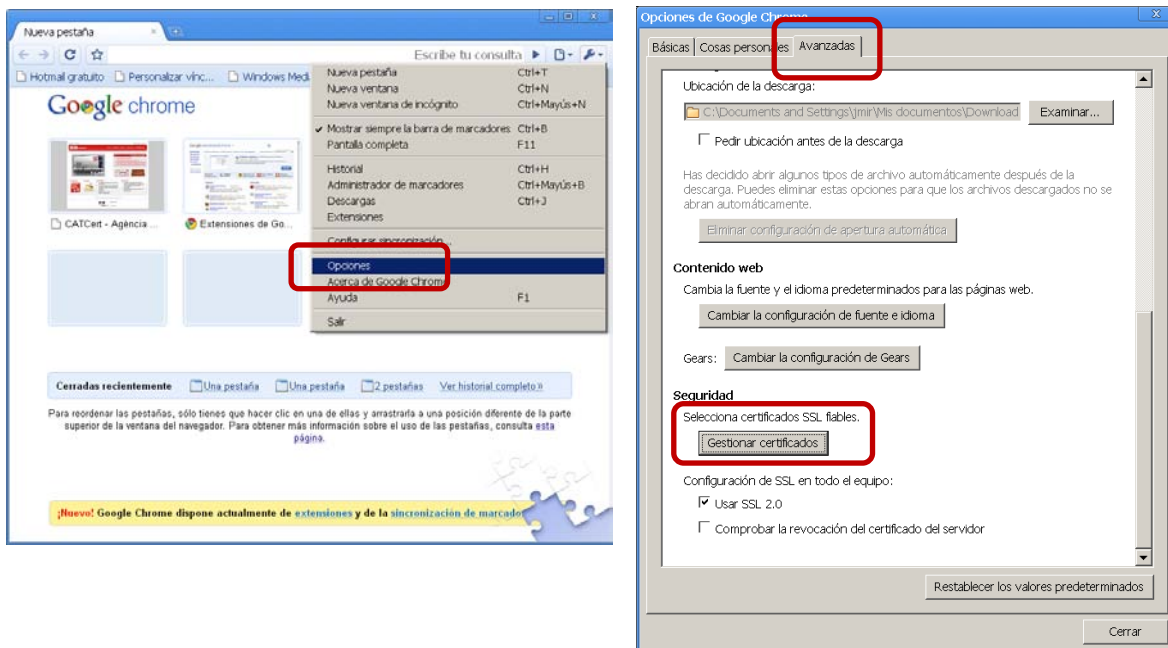 Nueva pestaña
Escribe tu consulta
Hotmail gratuito
Personalizar vínc...
Windows Medi
Google chrome
CATCert - Agència ...
Extensiones de Go...
Nueva pestaña Ctrl+T
Nueva ventana Ctrl+N
Nueva ventana de incógnito Ctrl+Mayús+N
Mostrar siempre la barra de marcadores Ctrl+B
Pantalla completa F11
Historial Ctrl+H
Administrador de marcadores Ctrl+Mayús+B
Descargas Ctrl+J
Extensiones
Configurar sincronización...
Opciones
Acerca de Google Chrome
Ayuda F1
Salir
Cerradas recientemente Una pestaña Una pestaña 2 pestañas Ver historial completo »
Para reordenar las pestañas, sólo tienes que hacer clic en una de ellas y arrastrarla a una posición diferente de la parte
superior de la ventana del navegador. Para obtener más información sobre el uso de las pestañas, consulta esta
página.
¡Nuevo! Google Chrome dispone actualmente de extensiones y de la sincronización de marcado
Opciones de Google Chrome
Básicas Cosas personales Avanzadas
Ubicación de la descarga:
C:\Documents and Settings\jmir\Mis documentos\Download Examinar...
Pedir ubicación antes de la descarga
Has decidido abrir algunos tipos de archivo automáticamente después de la
descarga. Puedes eliminar estas opciones para que los archivos descargados no se
abran automáticamente.
Eliminar configuración de apertura automática
Contenido web
Cambia la fuente y el idioma predeterminados para las páginas web.
Cambiar la configuración de fuente e idioma
Gears: Cambiar la configuración de Gears
Seguridad
Selecciona certificados SSL fiables.
Gestionar certificados
Configuración de SSL en todo el equipo:
Usar SSL 2.0
Comprobar la revocación del certificado del servidor
Restablecer los valores predeterminados
Cerrar